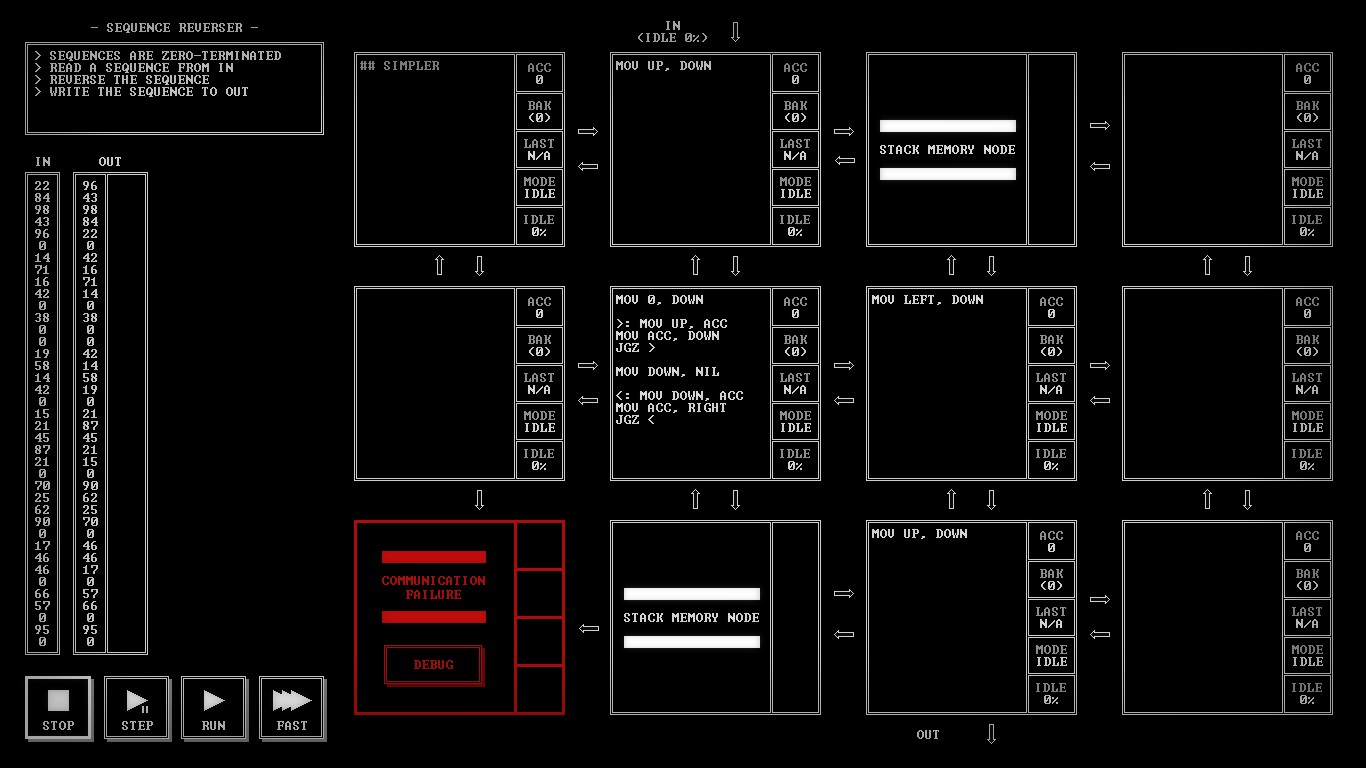 - SEQUENCE REVERSER -
> SEQUENCES ARE ZERO-TERMINATED
> READ A SEQUENCE FROM IN
> REVERSE THE SEQUENCE
> WRITE THE SEQUENCE TO OUT
IN OUT
22 96
84 43
98 98
43 84
96 22
0 0
14 42
71 16
16 71
42 14
0 0
38 38
0 0
0 0
19 42
58 14
14 58
42 19
0 0
15 21
21 87
45 45
87 21
21 15
0 0
70 90
25 62
62 25
90 70
0 0
17 46
46 46
46 17
0 0
66 57
57 66
0 0
95 95
0 0
STOP
STEP
RUN
FAST
IN
(IDLE 0%)
## SIMPLER
ACC
0
BAK
(0)
LAST
N/A
MODE
IDLE
IDLE
0%
MOV UP, DOWN
ACC
0
BAK
(0)
LAST
N/A
MODE
IDLE
IDLE
0%
STACK MEMORY NODE
ACC
0
BAK
(0)
LAST
N/A
MODE
IDLE
IDLE
0%
ACC
0
BAK
(0)
LAST
N/A
MODE
IDLE
IDLE
0%
MOV 0, DOWN
>: MOV UP, ACC
MOV ACC, DOWN
JGZ >
MOV DOWN, NIL
<: MOV DOWN, ACC
MOV ACC, RIGHT
JGZ <
ACC
0
BAK
(0)
LAST
N/A
MODE
IDLE
IDLE
0%
MOV LEFT, DOWN
ACC
0
BAK
(0)
LAST
N/A
MODE
IDLE
IDLE
0%
ACC
0
BAK
(0)
LAST
N/A
MODE
IDLE
IDLE
0%
COMMUNICATION
FAILURE
DEBUG
STACK MEMORY NODE
MOV UP, DOWN
ACC
0
BAK
(0)
LAST
N/A
MODE
IDLE
IDLE
0%
ACC
0
BAK
(0)
LAST
N/A
MODE
IDLE
IDLE
0%
OUT